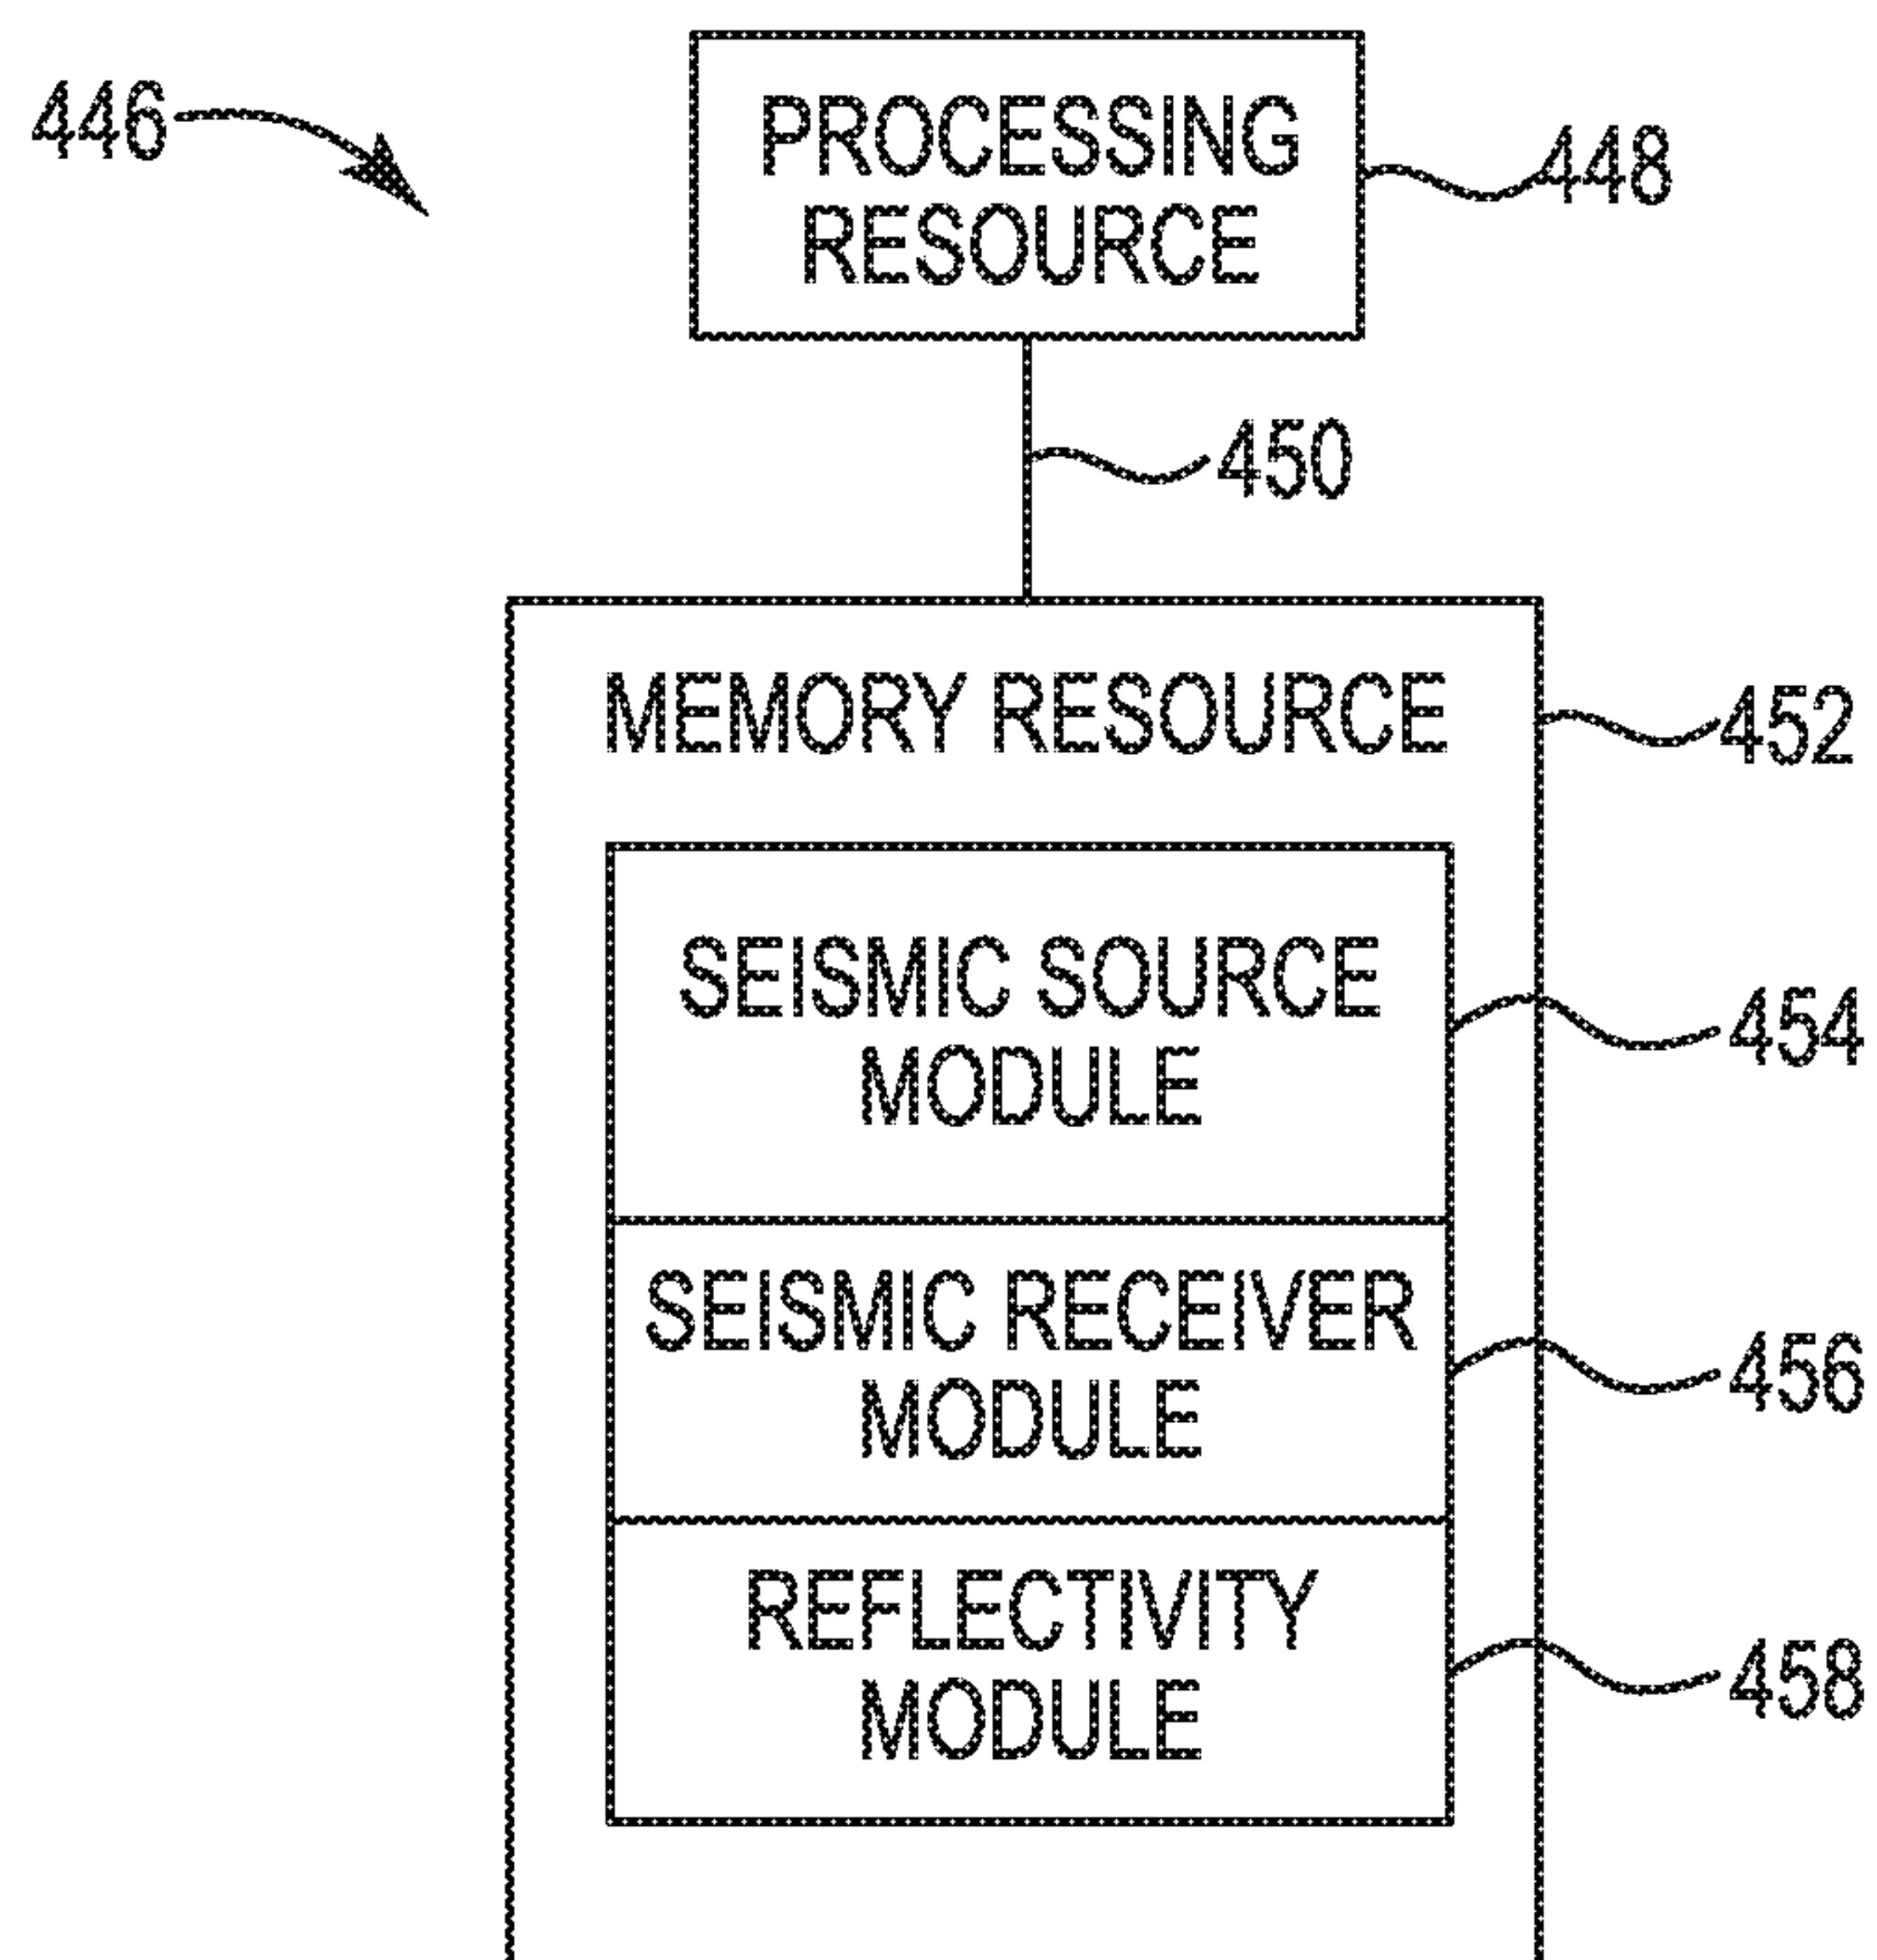 446
PROCESSING
RESOURCE
448
450
MEMORY RESOURCE
452
SEISMIC SOURCE
MODULE
454
SEISMIC RECEIVER
MODULE
456
REFLECTIVITY
MODULE
458